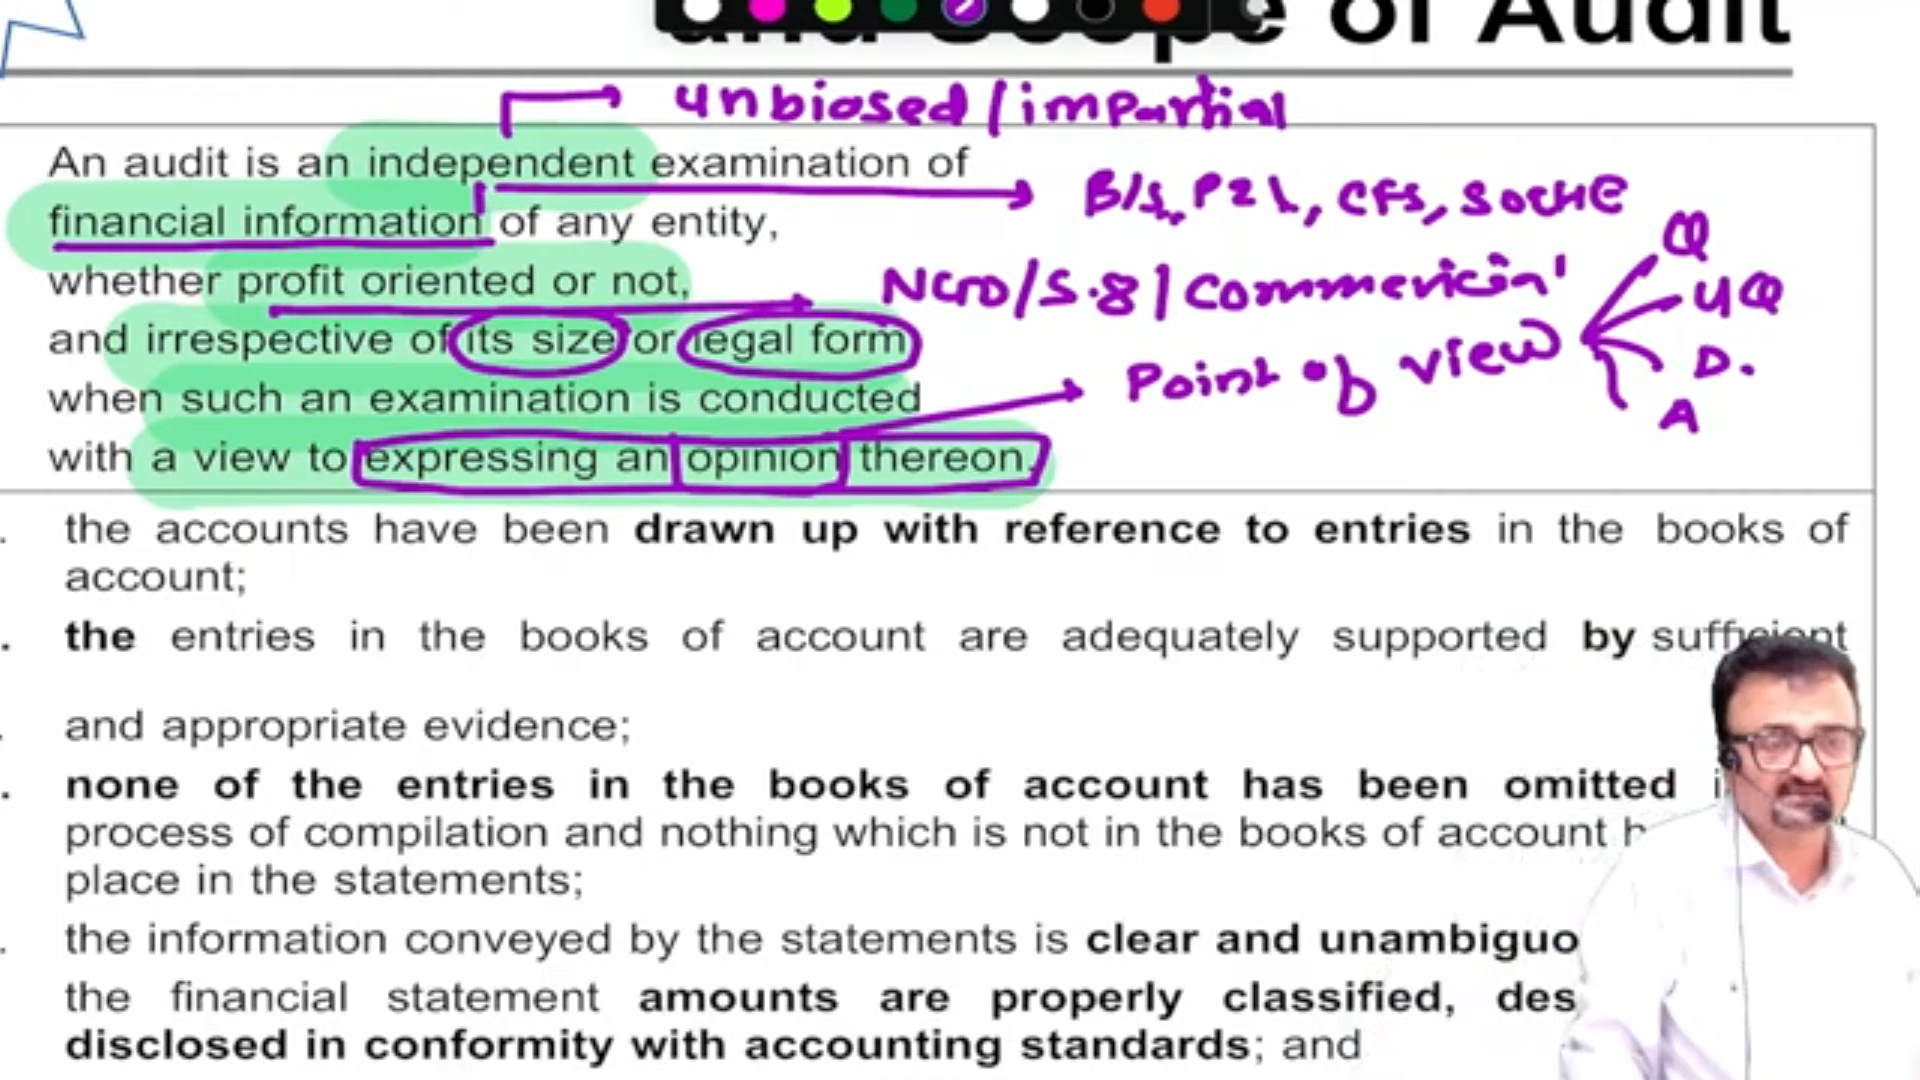 and Scope of Audit
unbiased / impartial
An audit is an independent examination of
financial information of any entity,
B/S, P&L, CFS, SOCHE
whether profit oriented or not,
NGO/S.8/Commericial
and irrespective of its size or legal form
when such an examination is conducted
Point of view
Q
UQ
D.
A
with a view to expressing an opinion thereon.
the accounts have been drawn up with reference to entries in the books of
account;
the entries in the books of account are adequately supported by sufficient
and appropriate evidence;
none of the entries in the books of account has been omitted
process of compilation and nothing which is not in the books of account
place in the statements;
the information conveyed by the statements is clear and unambiguo
the financial statement amounts are properly classified, des
disclosed in conformity with accounting standards; and